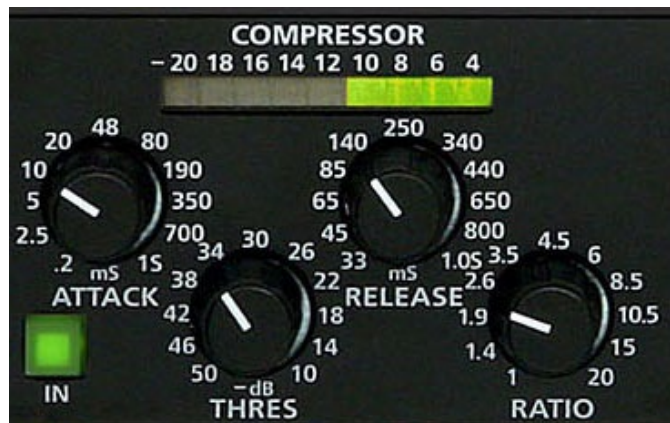 COMPRESSOR
– 20 18 16 14 12 10 8 6 4
.2 2.5 5 10 20 48 80 190 350 700 1S
mS
ATTACK
33 45 65 85 140 250 340 440 650 800 1.0S
mS
RELEASE
50 46 42 38 34 30 26 22 18 14 10
–dB
THRES
1 1.4 1.9 2.6 3.5 4.5 6 8.5 10.5 15 20
RATIO
IN